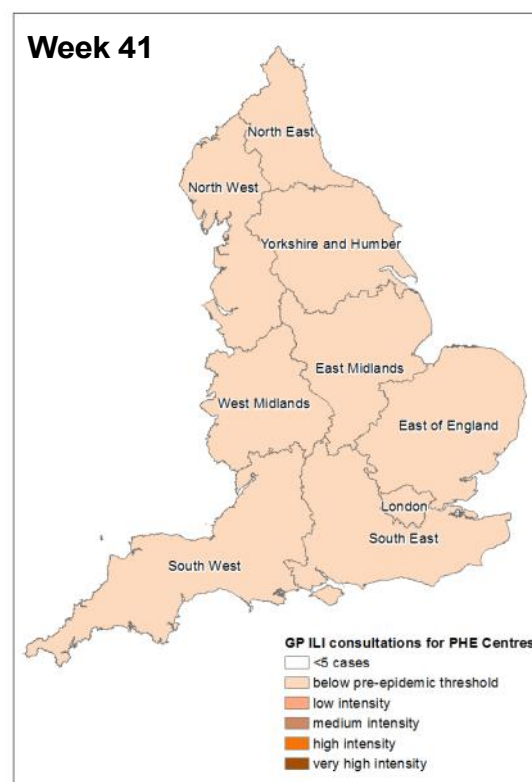 Week 41
North East
North West
Yorkshire and Humber
East Midlands
West Midlands
East of England
London
South East
South West
GP ILI consultations for PHE Centres
<5 cases
below pre-epidemic threshold
low intensity
medium intensity
high intensity
very high intensity